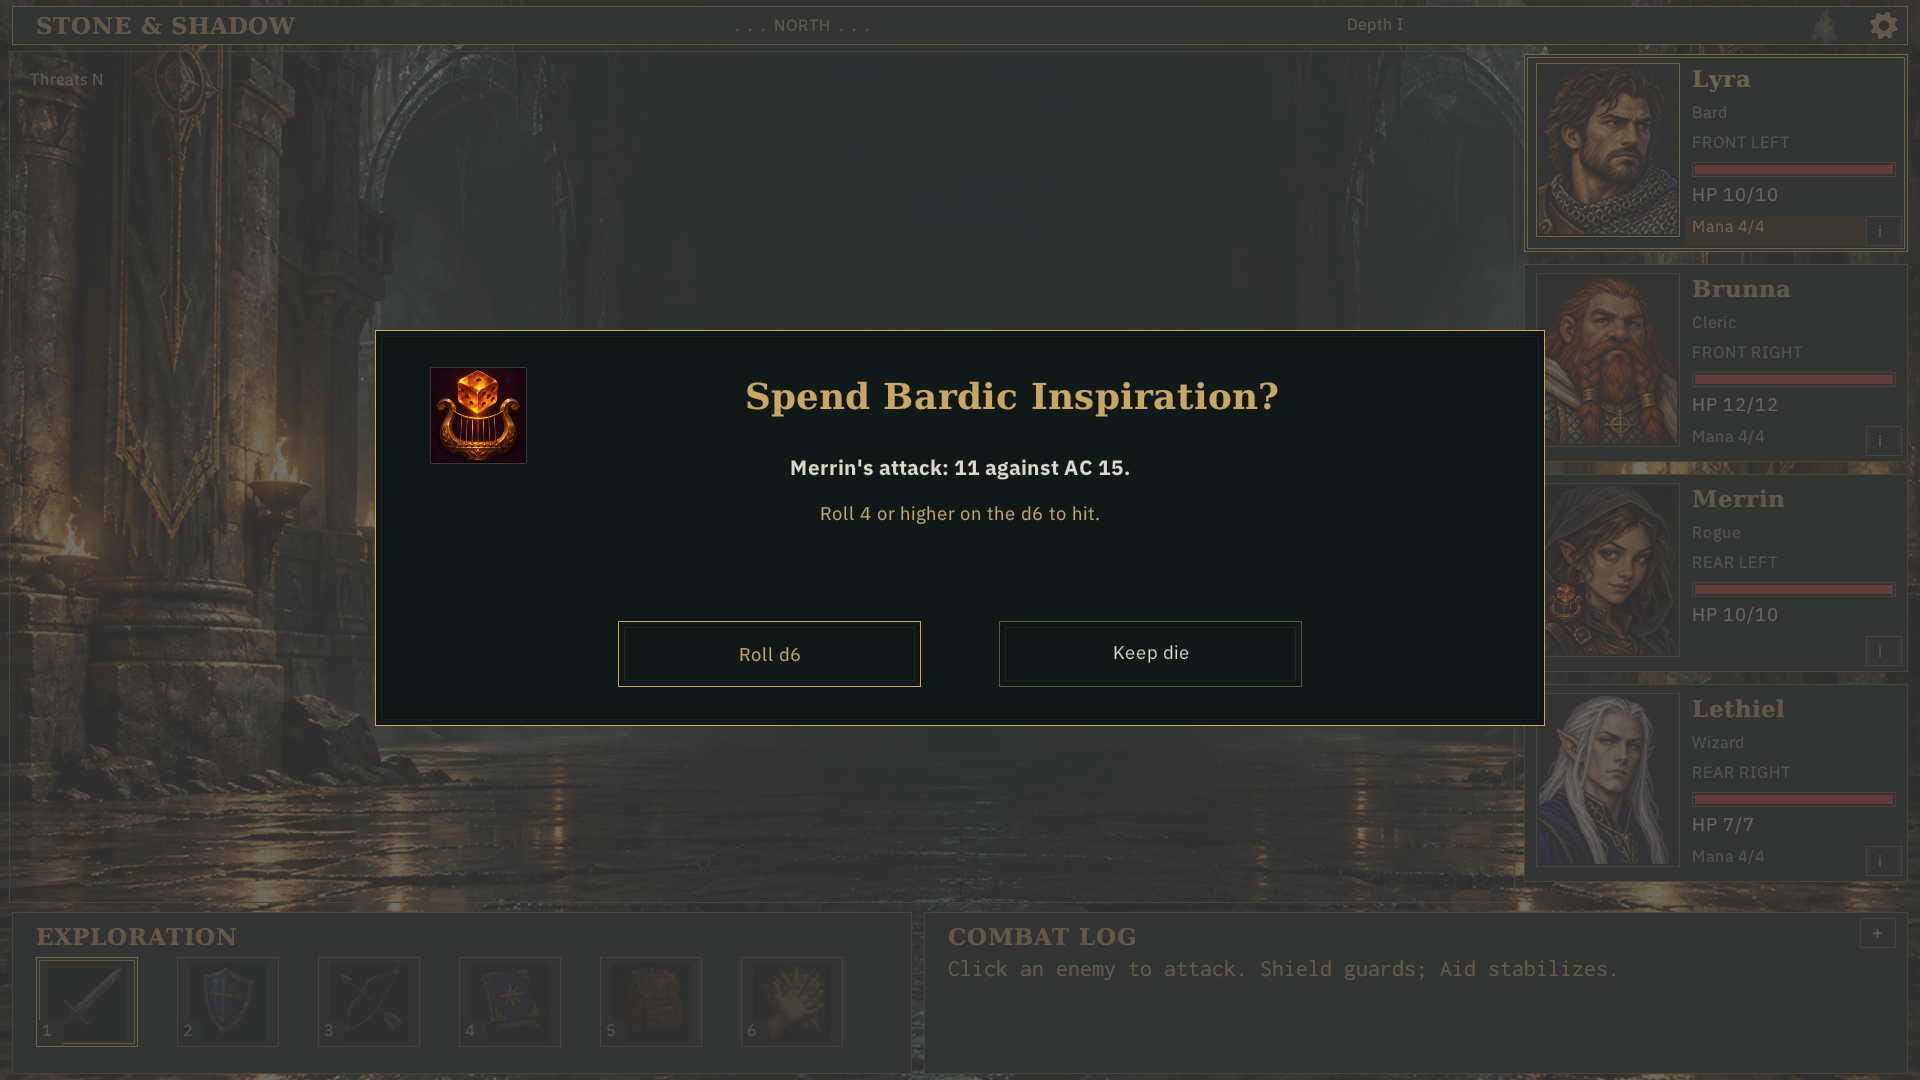 STONE & SHADOW
. . . NORTH . . .
Depth I
Threats N
Lyra
Bard
FRONT LEFT
HP 10/10
Mana 4/4
i
Brunna
Cleric
FRONT RIGHT
HP 12/12
Mana 4/4
i
Merrin
Rogue
REAR LEFT
HP 10/10
i
Lethiel
Wizard
REAR RIGHT
HP 7/7
Mana 4/4
i
Spend Bardic Inspiration?
Merrin's attack: 11 against AC 15.
Roll 4 or higher on the d6 to hit.
Roll d6
Keep die
EXPLORATION
1
2
3
4
5
6
COMBAT LOG
+
Click an enemy to attack. Shield guards; Aid stabilizes.